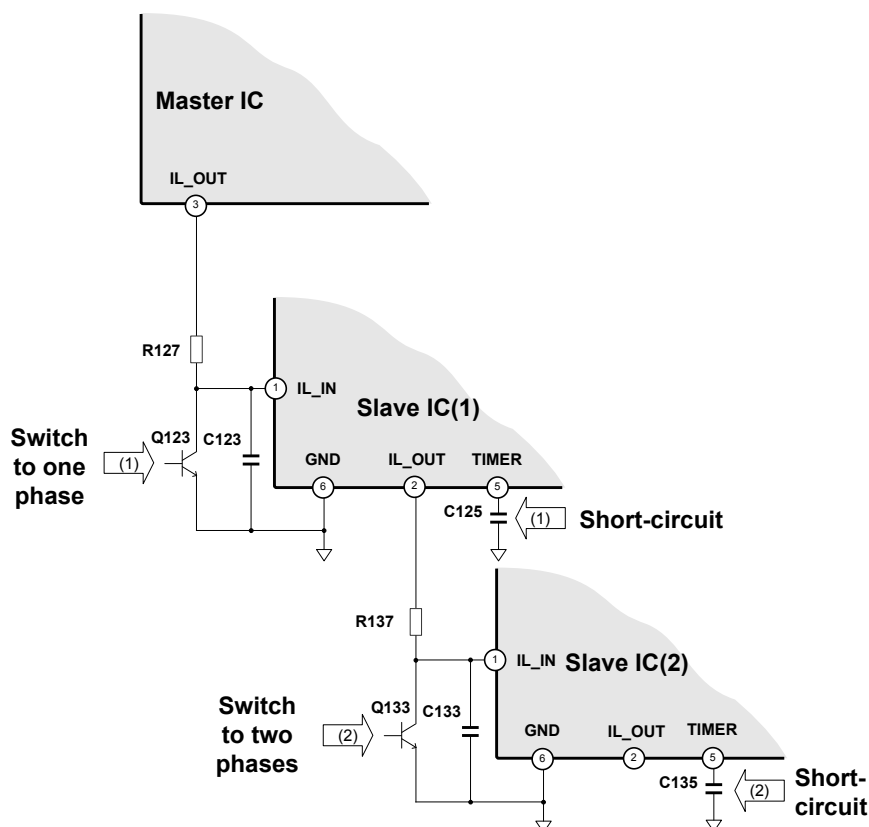 Master IC
IL_OUT
3
R127
1
IL_IN
Slave IC(1)
Switch
to one
phase
(1)
Q123
C123
GND
IL_OUT
TIMER
6
2
5
C125
(1)
Short-circuit
R137
1
IL_IN
Slave IC(2)
Switch
to two
phases
(2)
Q133
C133
GND
IL_OUT
TIMER
6
2
5
C135
(2)
Short-
circuit